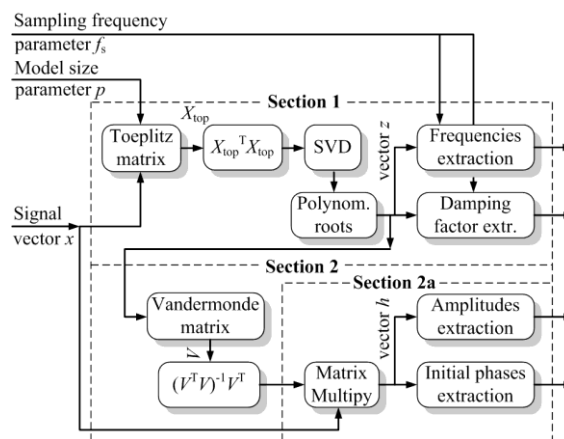 Sampling frequency
parameter fs
Model size
parameter p
Section 1
Xtop
Toeplitz
matrix
XtopTXtop
SVD
vector z
Frequencies
extraction
Polynom.
roots
Damping
factor extr.
Signal
vector x
Section 2
Section 2a
Vandermonde
matrix
V
(VTV)-1VT
Matrix
Multipy
vector h
Amplitudes
extraction
Initial phases
extraction